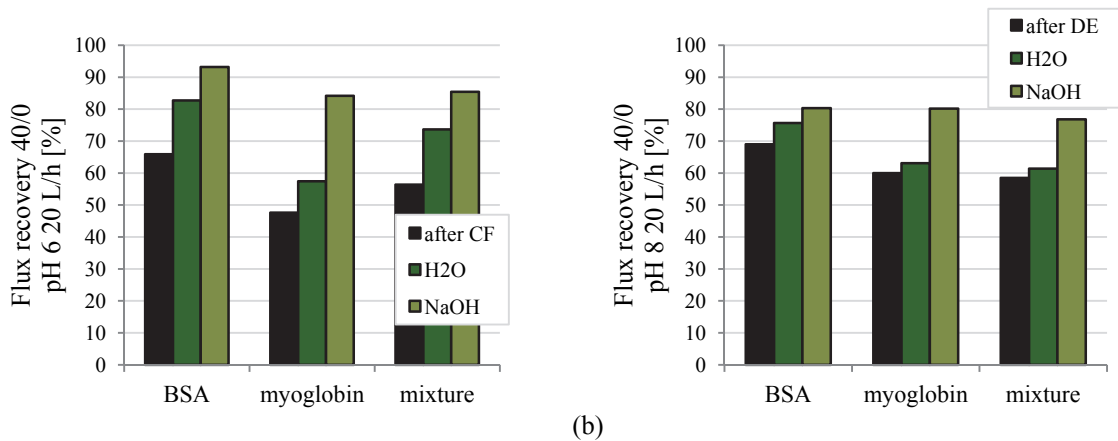 Flux recovery 40/0
pH 6 20 L/h [%]
100
90
80
70
60
50
40
30
20
10
0
BSA
myoglobin
mixture
after CF
H2O
NaOH
Flux recovery 40/0
pH 8 20 L/h [%]
100
90
80
70
60
50
40
30
20
10
0
BSA
myoglobin
mixture
after DE
H2O
NaOH
(b)